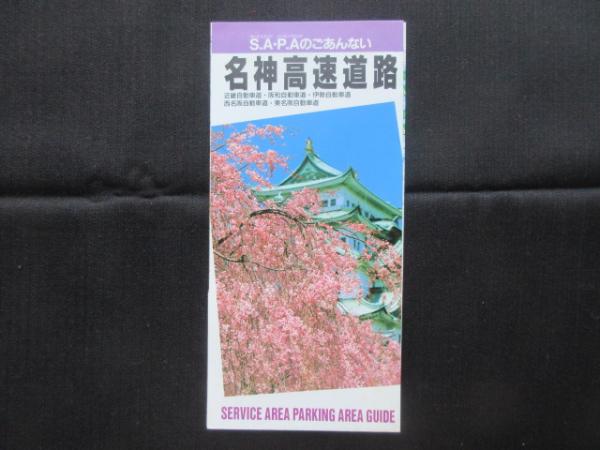 S.A・P.Aのごあんない
名神高速道路
近畿自動車道・阪和自動車道・伊勢自動車道
西名阪自動車道・東名阪自動車道
SERVICE AREA PARKING AREA GUIDE